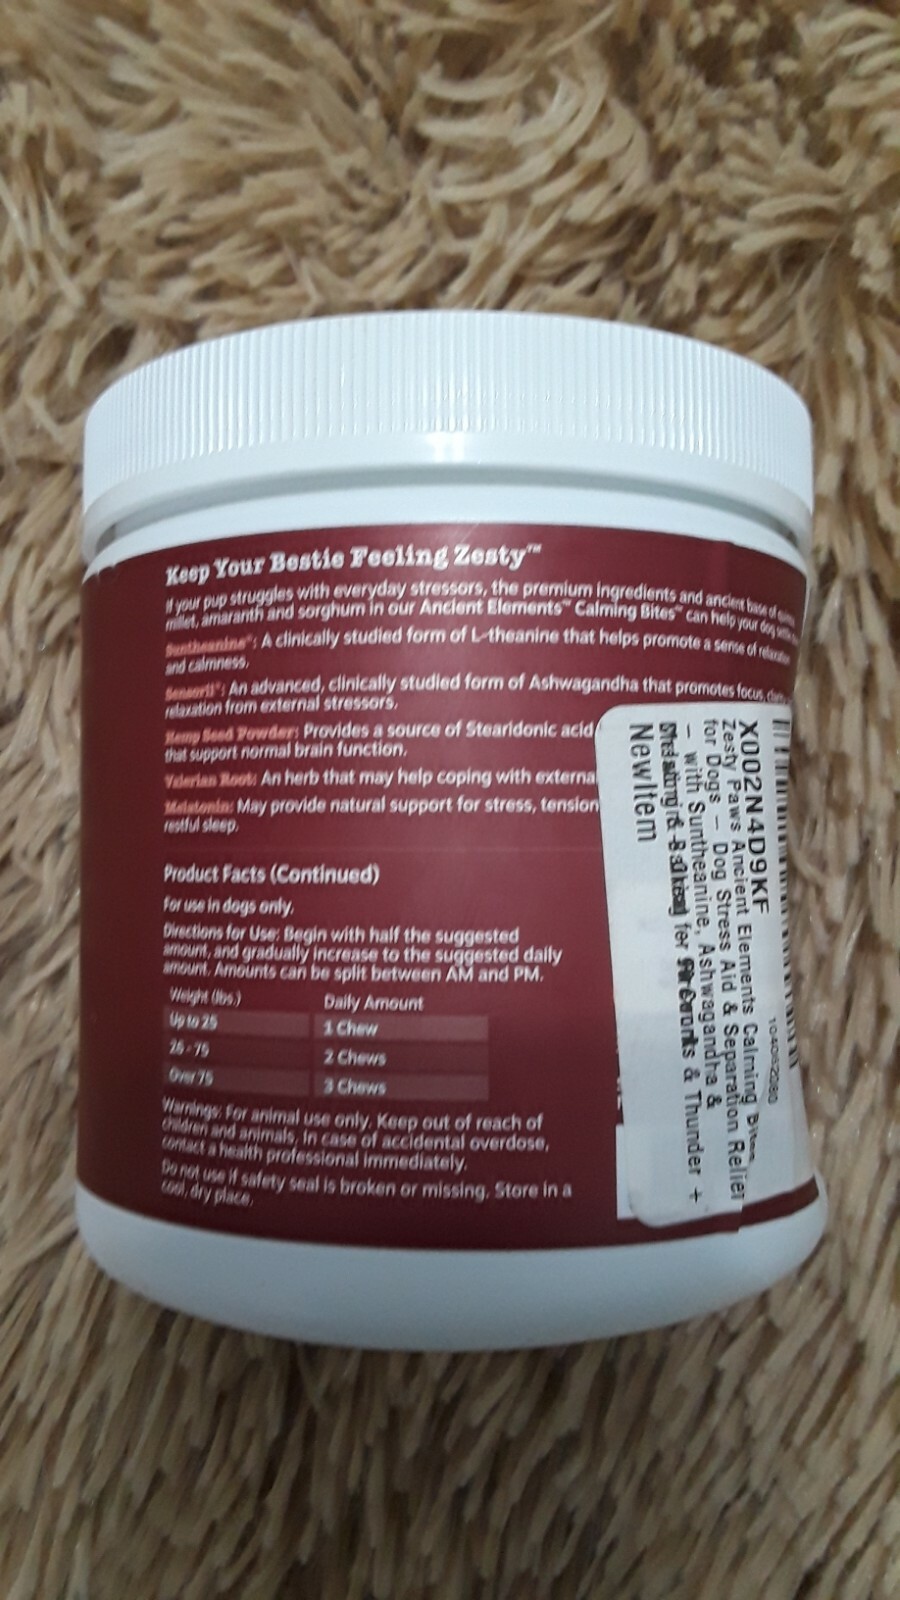 Keep Your Bestie Feeling Zesty™
If your pup struggles with everyday stressors, the premium ingredients and ancient base of
millet, amaranth and sorghum in our Ancient Elements™ Calming Bites™ can help your dog
Suntheanine®: A clinically studied form of L-theanine that helps promote a sense of relaxation
and calmness.
Sensoril®: An advanced, clinically studied form of Ashwagandha that promotes focus,
relaxation from external stressors.
Hemp Seed Powder: Provides a source of Stearidonic acid
that support normal brain function.
Valerian Root: An herb that may help coping with externa
Melatonin: May provide natural support for stress, tension
restful sleep.
Product Facts (Continued)
For use in dogs only.
Directions for Use: Begin with half the suggested
amount, and gradually increase to the suggested daily
amount. Amounts can be split between AM and PM.
Weight (lbs.) Daily Amount
Up to 25 1 Chew
26 - 75 2 Chews
Over 75 3 Chews
Warnings: For animal use only. Keep out of reach of
children and animals. In case of accidental overdose,
contact a health professional immediately.
Do not use if safety seal is broken or missing. Store in a
cool, dry place.
X002N4D9KF
Zesty Paws Ancient Elements Calming Bites
for Dogs – Dog Stress Aid & Separation Relief
– with Suntheanine, Ashwagandha &
& Thunder +
NewItem